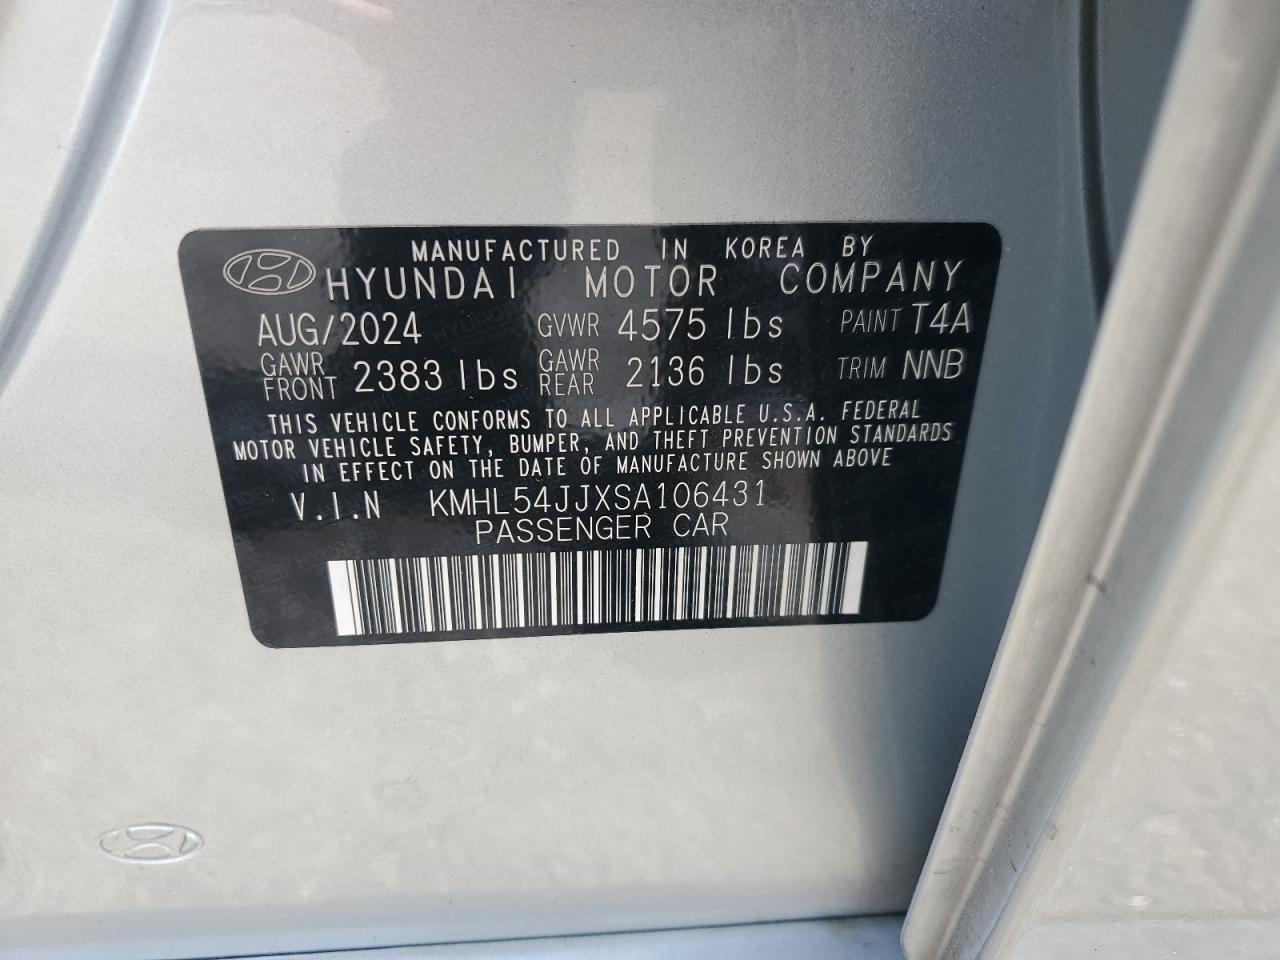 MANUFACTURED IN KOREA BY
HYUNDAI MOTOR COMPANY
AUG/2024 GVWR 4575 lbs PAINT T4A
GAWR FRONT 2383 lbs GAWR REAR 2136 lbs TRIM NNB
THIS VEHICLE CONFORMS TO ALL APPLICABLE U.S.A. FEDERAL
MOTOR VEHICLE SAFETY, BUMPER, AND THEFT PREVENTION STANDARDS
IN EFFECT ON THE DATE OF MANUFACTURE SHOWN ABOVE
V.I.N KMHL54JJXSA106431
PASSENGER CAR